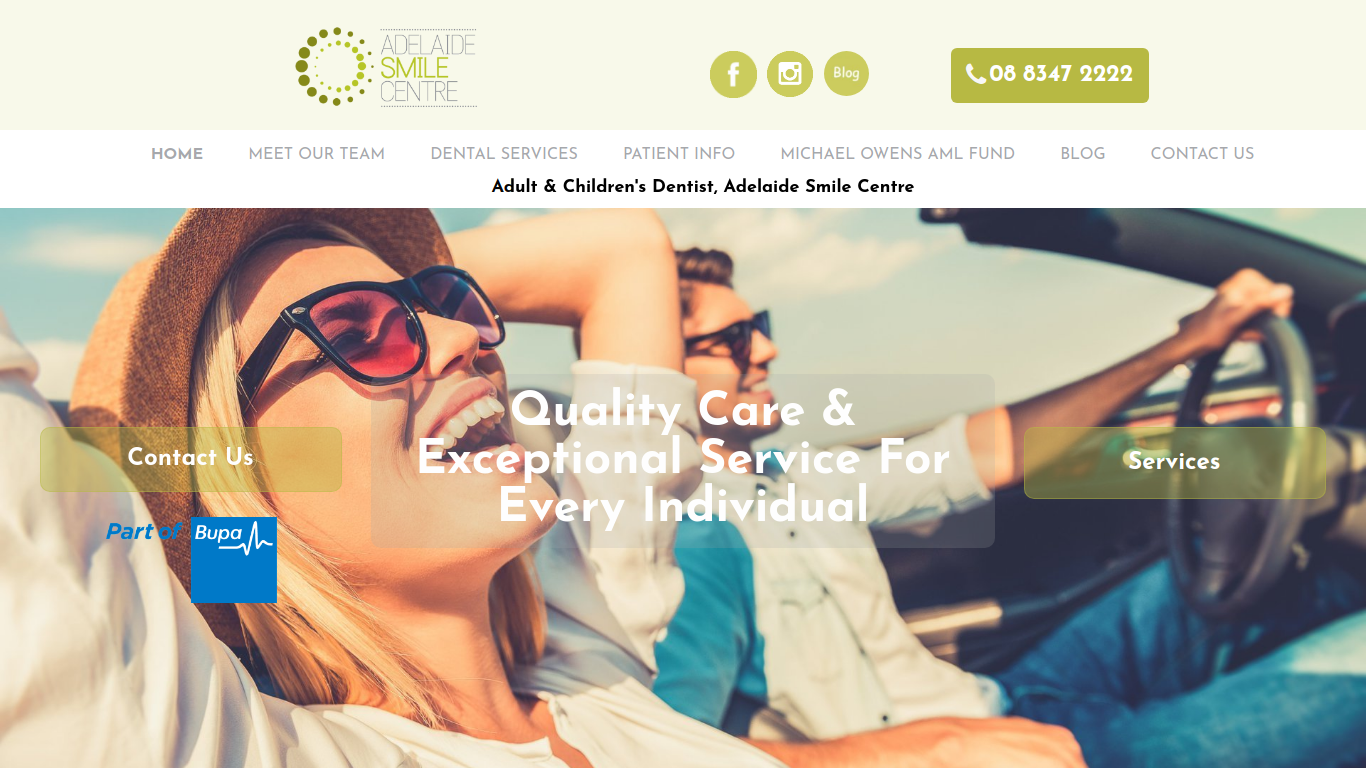 ADELAIDE
SMILE
CENTRE
f
Blog
08 8347 2222
HOME MEET OUR TEAM DENTAL SERVICES PATIENT INFO MICHAEL OWENS AML FUND BLOG CONTACT US
Adult & Children's Dentist, Adelaide Smile Centre
Quality Care &
Exceptional Service For
Every Individual
Contact Us
Services
Part of Bupa